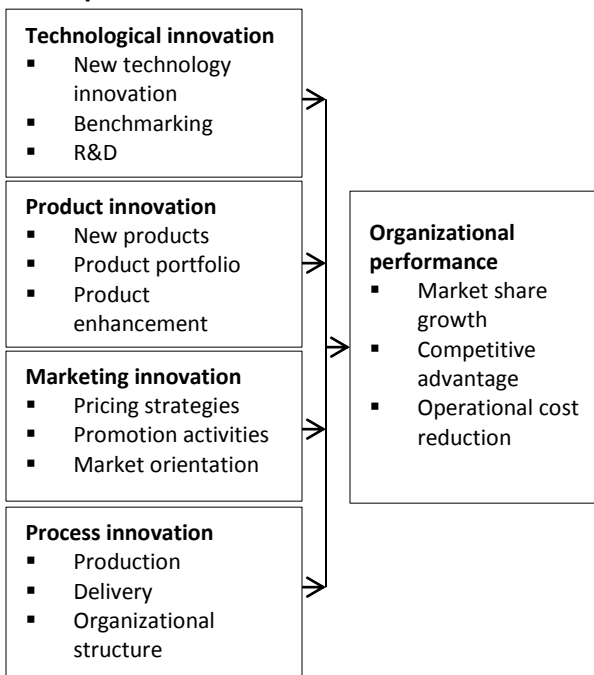 Technological innovation
▪ New technology
innovation
▪ Benchmarking
▪ R&D
Product innovation
▪ New products
▪ Product portfolio
▪ Product
enhancement
Marketing innovation
▪ Pricing strategies
▪ Promotion activities
▪ Market orientation
Process innovation
▪ Production
▪ Delivery
▪ Organizational
structure
Organizational
performance
▪ Market share
growth
▪ Competitive
advantage
▪ Operational cost
reduction